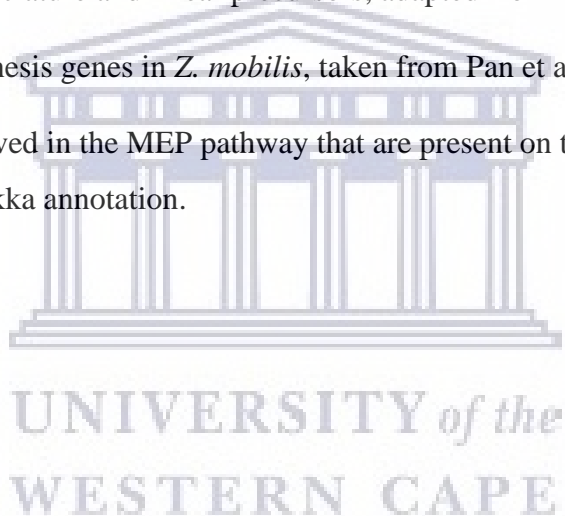 nesis genes in Z. mobilis, taken from Pan et a
ved in the MEP pathway that are present on t
kka annotation.
UNIVERSITY of the
WESTERN CAPE